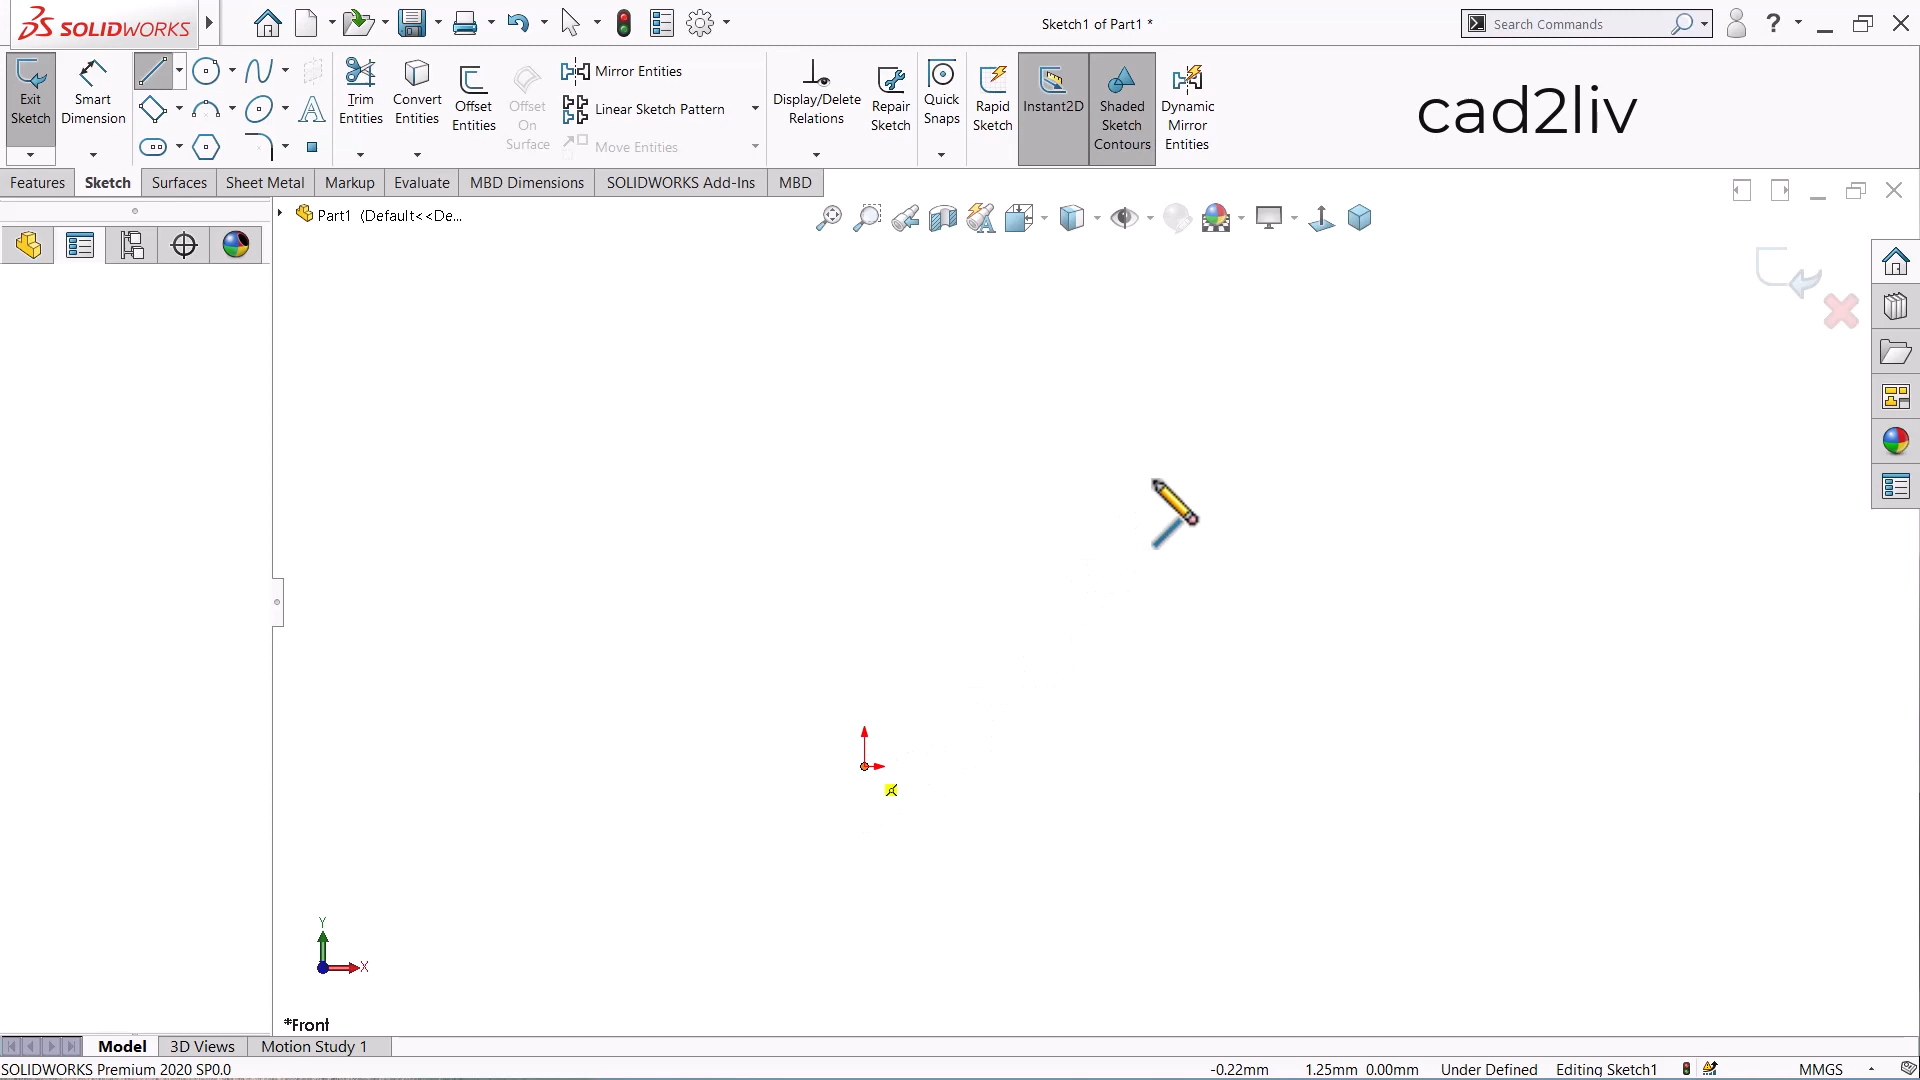 SOLIDWORKS
Sketch1 of Part1 *
Search Commands
?
Exit Sketch
Smart Dimension
Trim Entities
Convert Entities
Offset Entities
Offset On Surface
Mirror Entities
Linear Sketch Pattern
Move Entities
Display/Delete Relations
Repair Sketch
Quick Snaps
Rapid Sketch
Instant2D
Shaded Sketch Contours
Dynamic Mirror Entities
cad2liv
Features
Sketch
Surfaces
Sheet Metal
Markup
Evaluate
MBD Dimensions
SOLIDWORKS Add-Ins
MBD
Part1 (Default<<De...
Y
X
*Front
Model
3D Views
Motion Study 1
SOLIDWORKS Premium 2020 SP0.0
-0.22mm
1.25mm 0.00mm
Under Defined
Editing Sketch1
MMGS